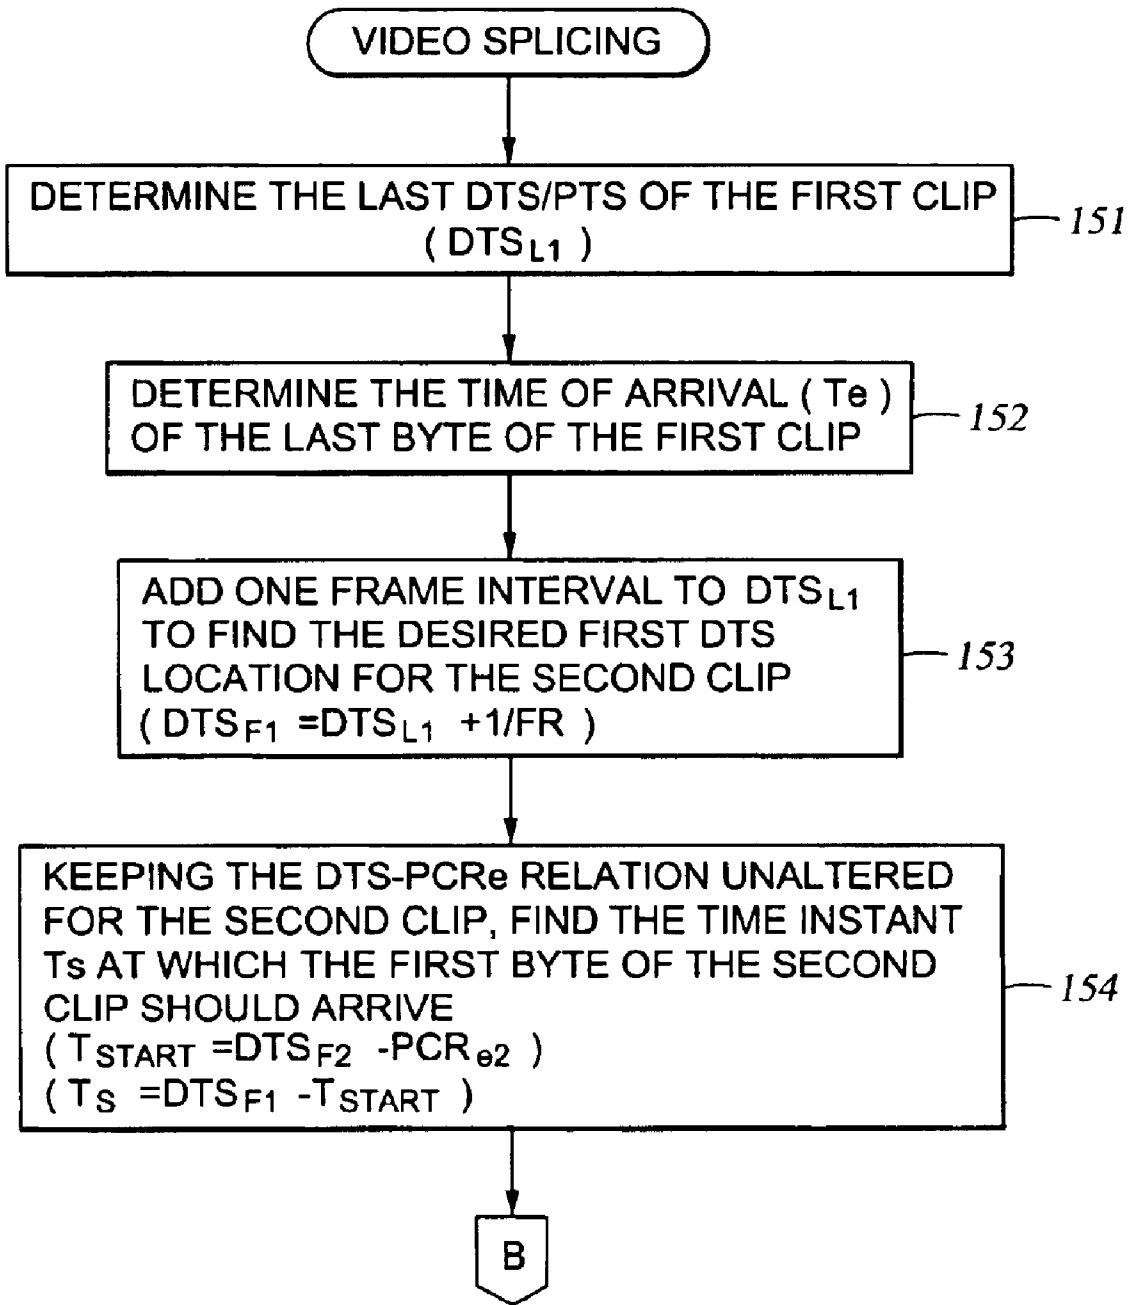 VIDEO SPLICING
DETERMINE THE LAST DTS/PTS OF THE FIRST CLIP
( DTSL1 )
151
DETERMINE THE TIME OF ARRIVAL ( Te )
OF THE LAST BYTE OF THE FIRST CLIP
152
ADD ONE FRAME INTERVAL TO DTSL1
TO FIND THE DESIRED FIRST DTS
LOCATION FOR THE SECOND CLIP
( DTSF1 =DTSL1 +1/FR )
153
KEEPING THE DTS-PCRe RELATION UNALTERED
FOR THE SECOND CLIP, FIND THE TIME INSTANT
Ts AT WHICH THE FIRST BYTE OF THE SECOND
CLIP SHOULD ARRIVE
( TSTART =DTSF2 -PCRe2 )
( TS =DTSF1 -TSTART )
154
B